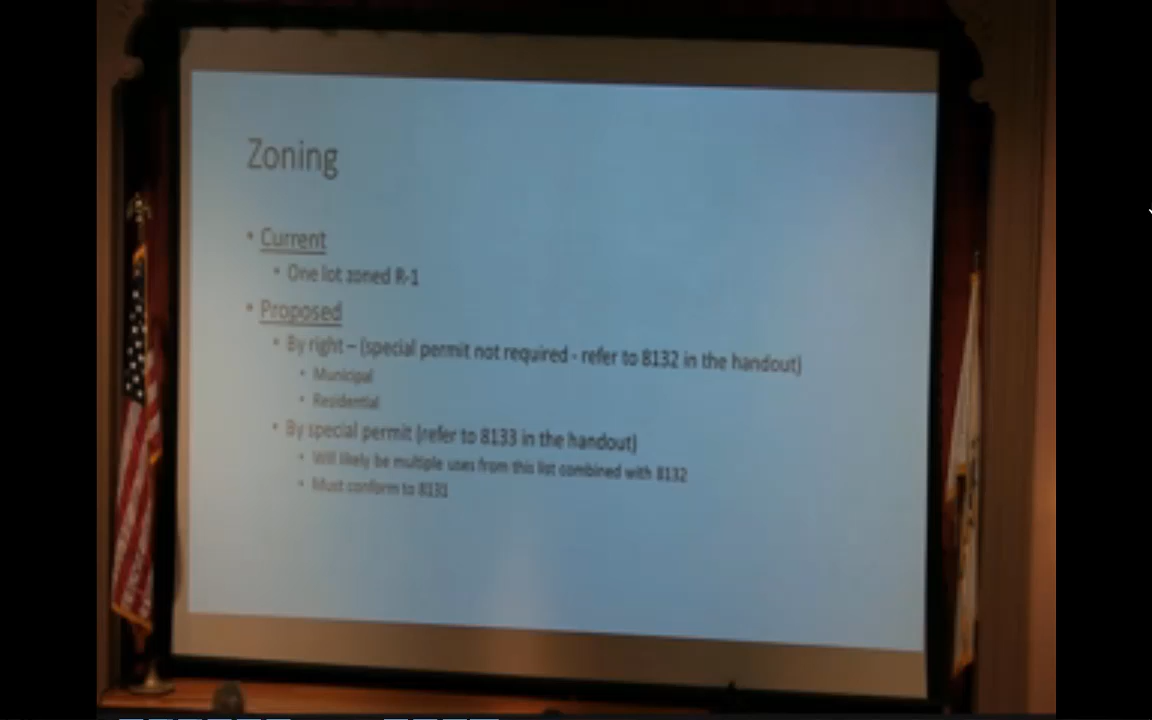 Zoning
• Current
• One lot zoned R-1
• Proposed
• By right – (special permit not required - refer to 8132 in the handout)
• Municipal
• Residential
• By special permit (refer to 8133 in the handout)
• Will likely be multiple uses from this list combined with 8132
• Must conform to 8131